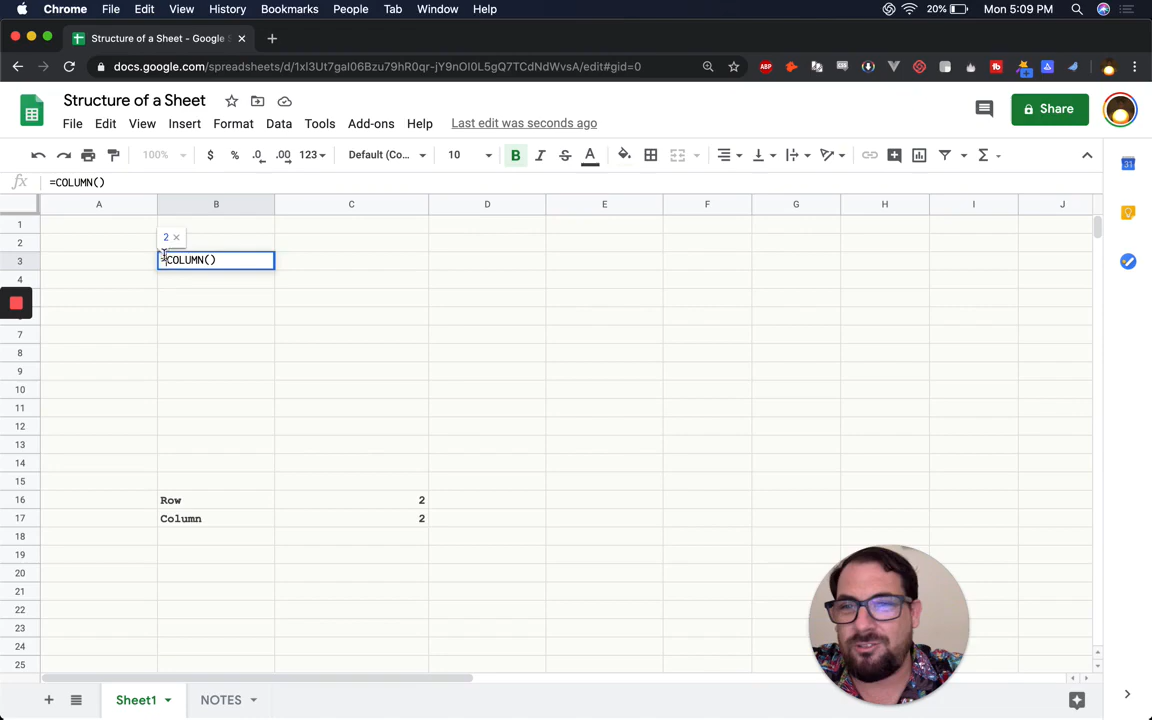 Chrome File Edit View History Bookmarks People Tab Window Help 20% Mon 5:09 PM
Structure of a Sheet - Google S
docs.google.com/spreadsheets/d/1xI3Ut7gaI06Bzu79hR0qr-jY9nOI0L5gQ7TCdNdWvsA/edit#gid=0
Structure of a Sheet
File Edit View Insert Format Data Tools Add-ons Help Last edit was seconds ago
Share
100% $ % .0 .00 123 Default (Co... 10 B I S A
fx =COLUMN()
A B C D E F G H I J
1
2
2 ×
3 =COLUMN()
4
7
8
9
10
11
12
13
14
15
16 Row 2
17 Column 2
18
19
20
21
22
23
24
25
+ Sheet1 NOTES